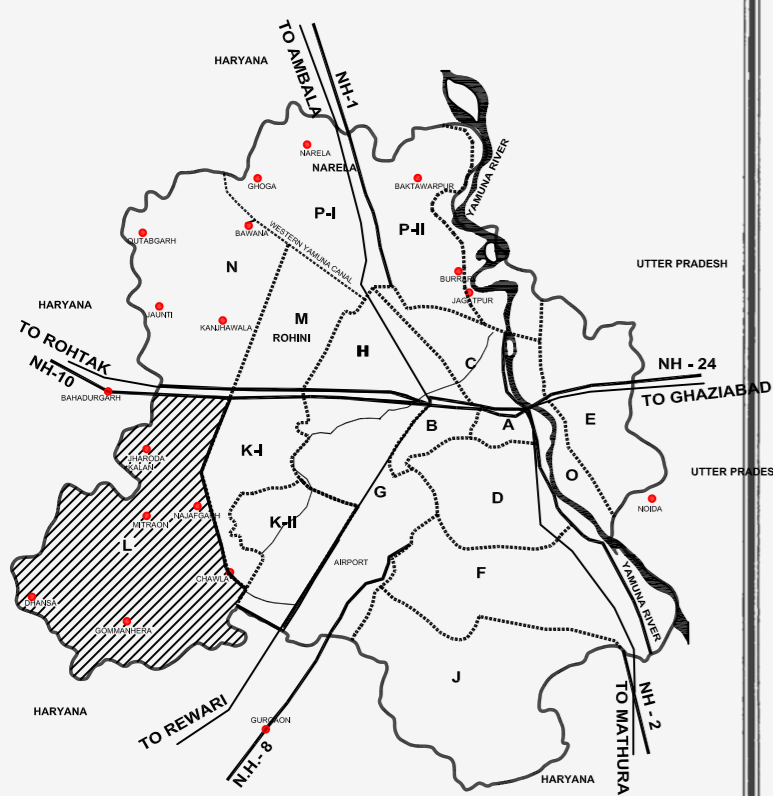 HARYANA
TO AMBALA
NH-1
NARELA
NARELA
GHOGA
BAKTAWARPUR
YAMUNA RIVER
P-I
P-II
BAWANA
QUTABGARH
WESTERN YAMUNA CANAL
N
UTTER PRADESH
BURRARI
JAGATPUR
HARYANA
JAUNTI
KANJHAWALA
M
ROHINI
H
C
TO ROHTAK
NH-10
BAHADURGARH
NH - 24
TO GHAZIABAD
B
A
E
K-I
JHARODA
KALAN
G
D
O
UTTER PRADESH
NOIDA
NAJAFGARH
MITRAON
K-II
L
AIRPORT
CHAWLA
F
DHANSA
GOMMANHERA
YAMUNA RIVER
J
HARYANA
TO REWARI
GURGAON
N.H.- 8
TO MATHURA
NH - 2
HARYANA